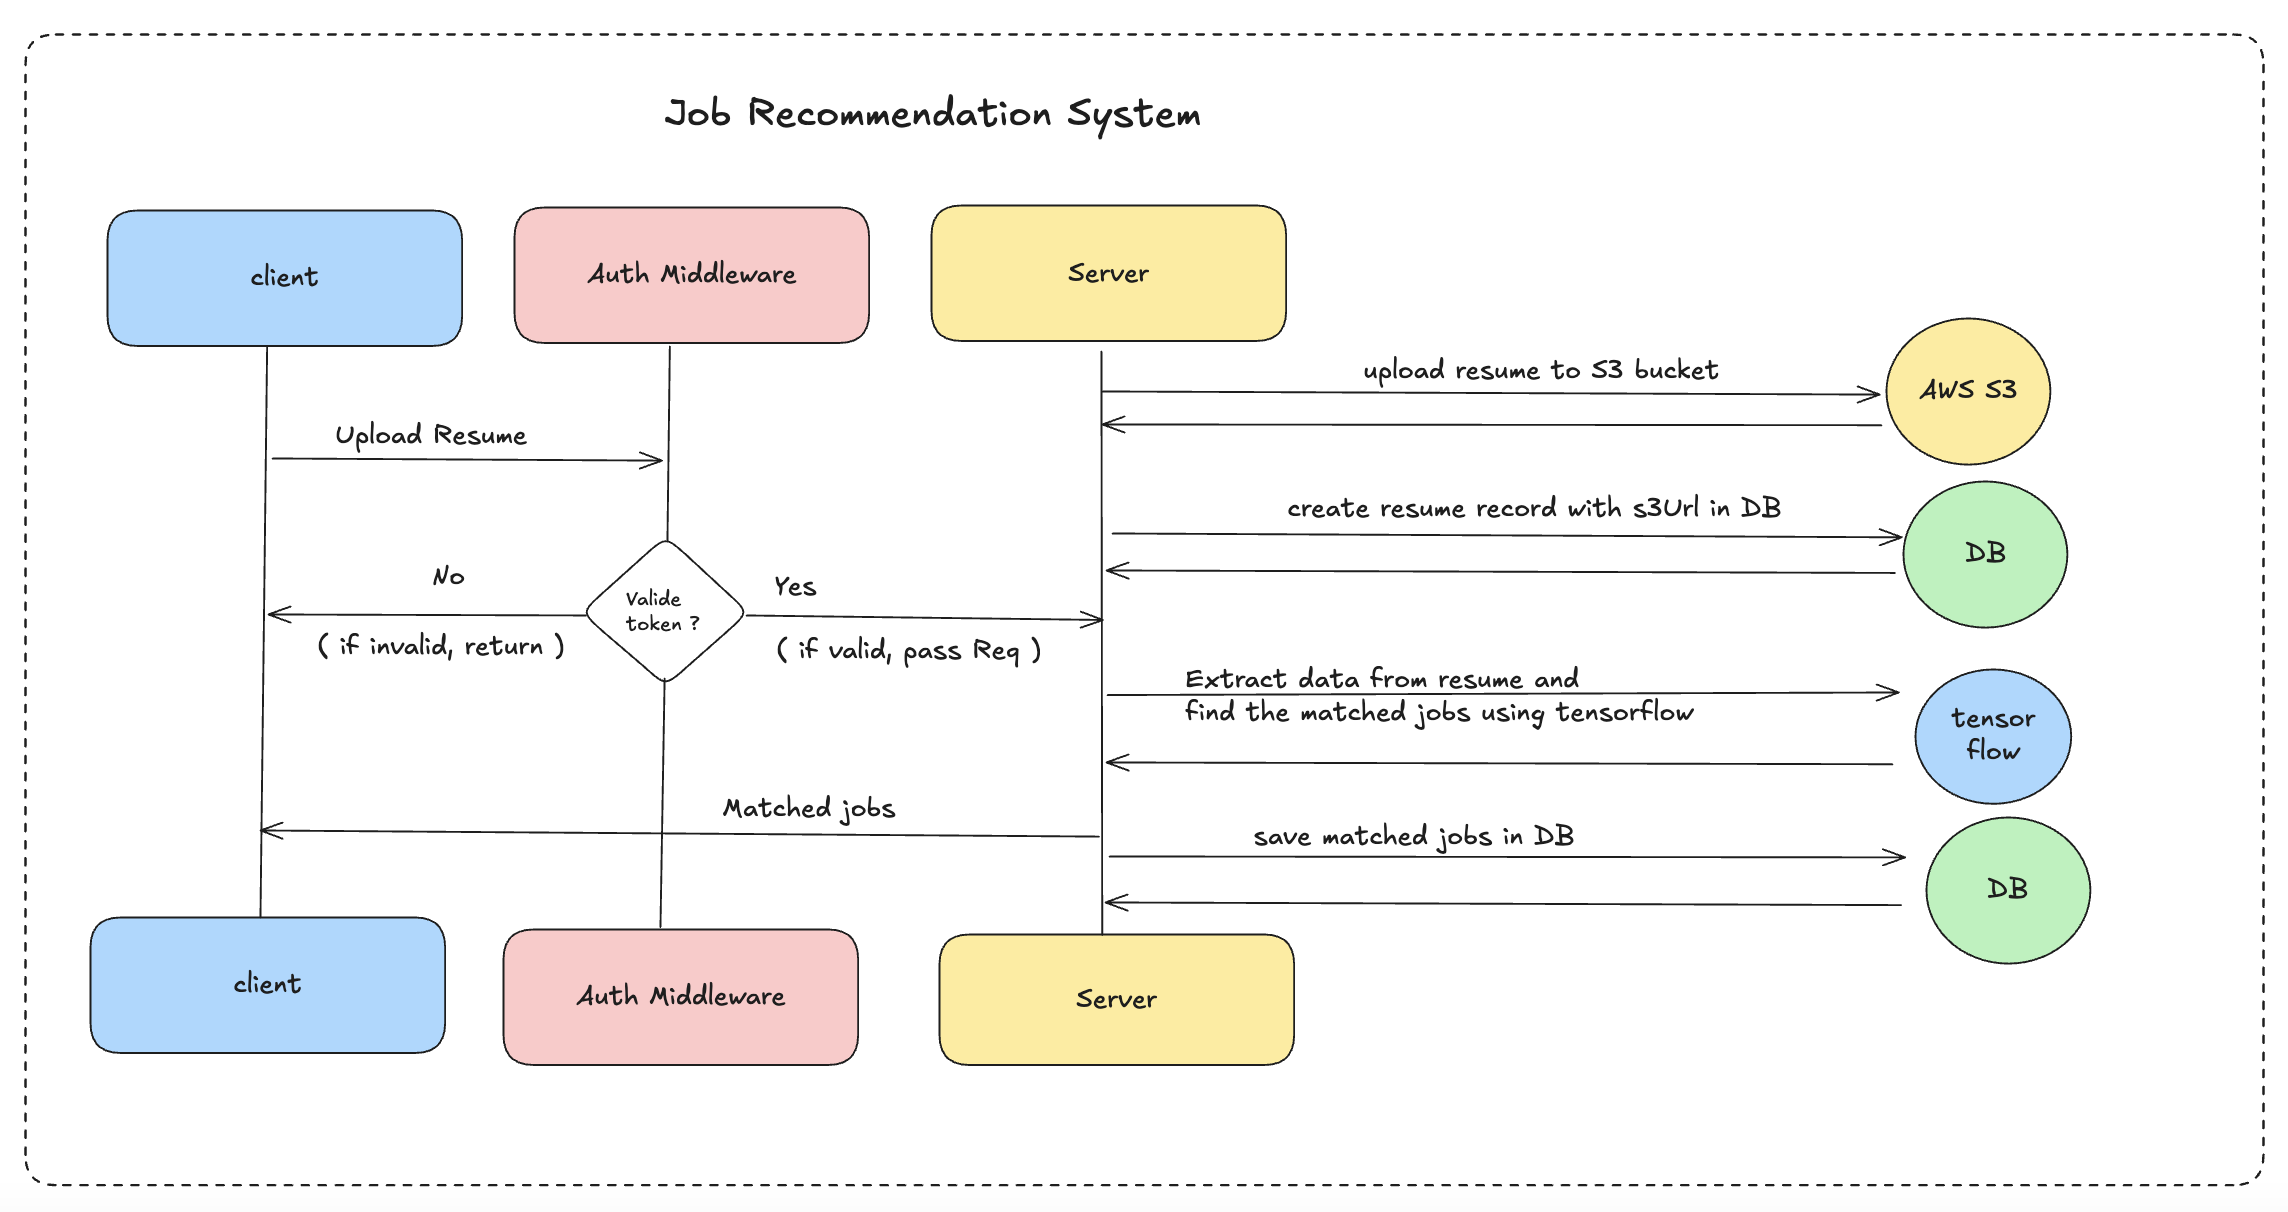 Job Recommendation System
client
Auth Middleware
Server
upload resume to S3 bucket
AWS S3
Upload Resume
create resume record with s3Url in DB
DB
No
Yes
Valide
token ?
( if invalid, return )
( if valid, pass Req )
Extract data from resume and
find the matched jobs using tensorflow
tensor
flow
Matched jobs
save matched jobs in DB
DB
client
Auth Middleware
Server